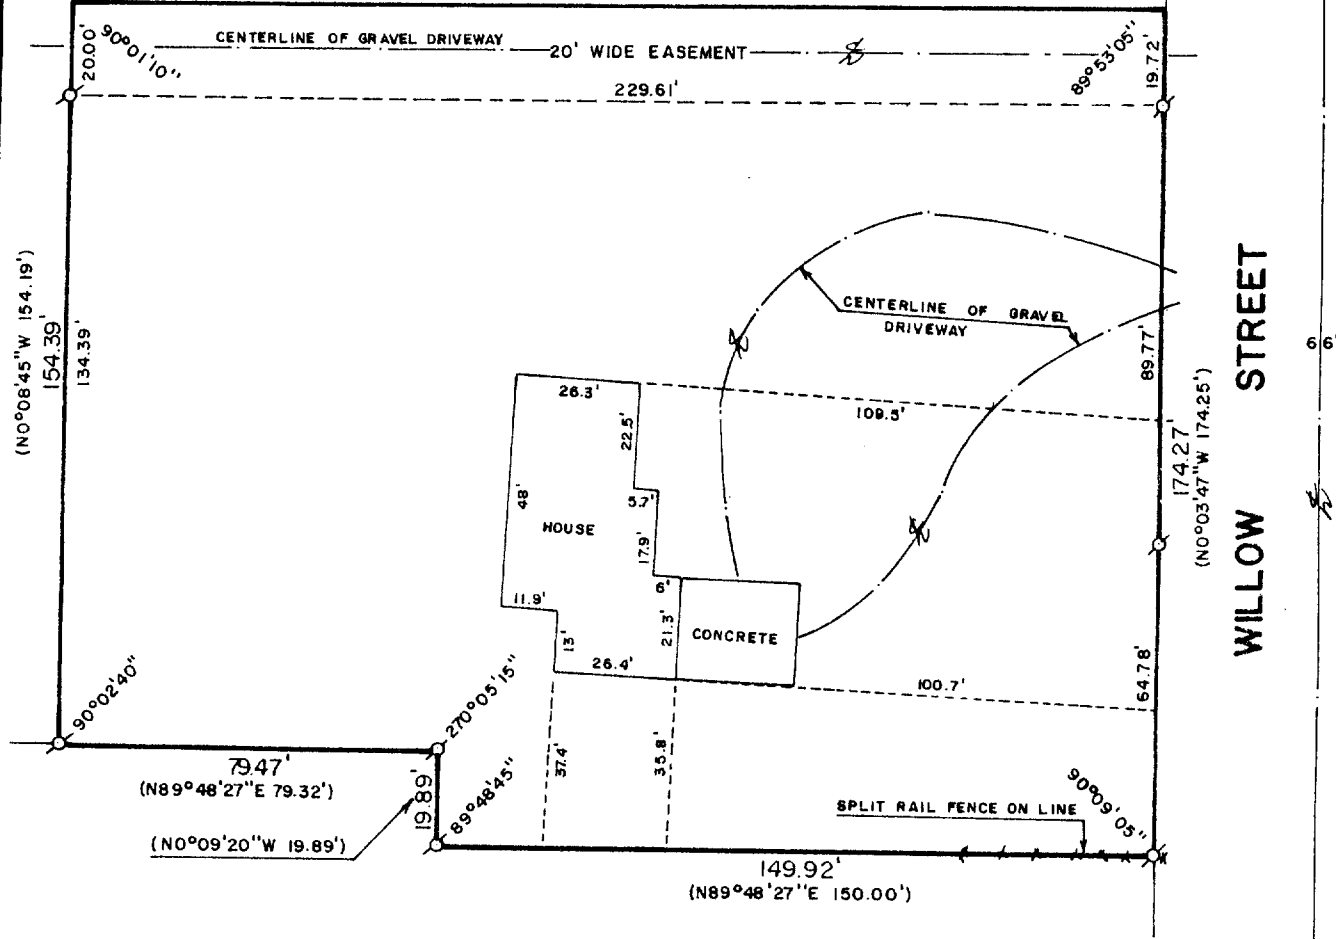 CENTERLINE OF GRAVEL DRIVEWAY
20' WIDE EASEMENT
20.00'
90°01'10"
89°53'05"
19.72'
229.61'
CENTERLINE OF GRAVEL
DRIVEWAY
(N0°08'45"W 154.19')
154.39'
134.39'
26.3'
109.5'
22.5'
48'
5.7'
HOUSE
17.9'
11.9'
6'
13'
21.3'
CONCRETE
26.4'
100.7'
89.77'
174.27
(N0°03'47"W 174.25')
64.78'
WILLOW STREET
66'
90°02'40"
270°05'15"
79.47'
(N89°48'27"E 79.32')
19.89'
89°48'45"
(N0°09'20"W 19.89')
37.4'
35.8'
SPLIT RAIL FENCE ON LINE
90°09'05"
149.92'
(N89°48'27"E 150.00')